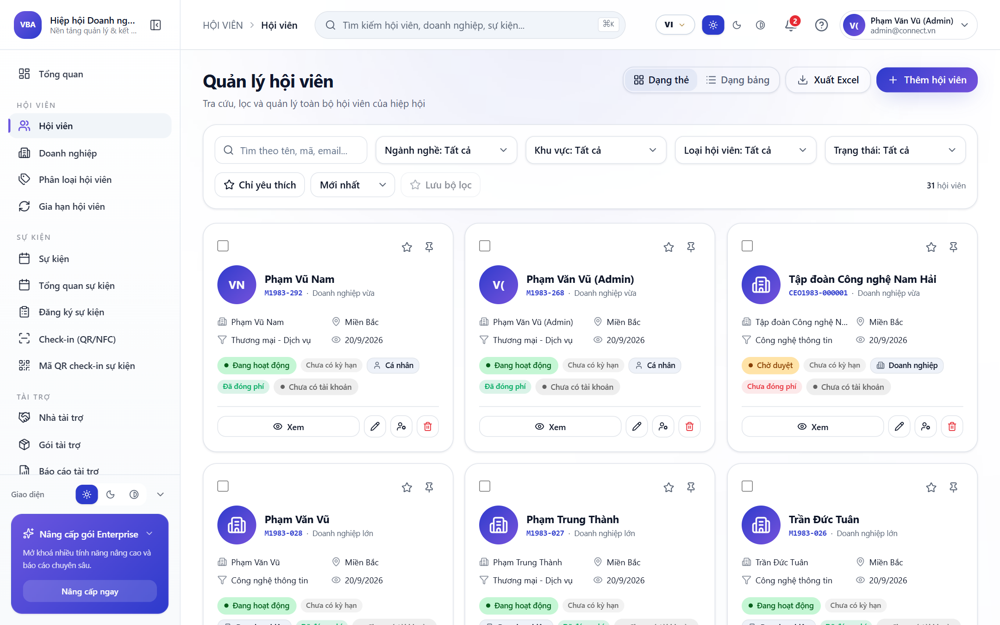 VBA
Hiệp hội Doanh ng...
Nền tảng quản lý & kết ...
HỘI VIÊN > Hội viên
Tìm kiếm hội viên, doanh nghiệp, sự kiện...
⌘K
VI
2
V(
Phạm Văn Vũ (Admin)
admin@connect.vn
Tổng quan
HỘI VIÊN
Hội viên
Doanh nghiệp
Phân loại hội viên
Gia hạn hội viên
SỰ KIỆN
Sự kiện
Tổng quan sự kiện
Đăng ký sự kiện
Check-in (QR/NFC)
Mã QR check-in sự kiện
TÀI TRỢ
Nhà tài trợ
Gói tài trợ
Báo cáo tài trợ
Giao diện
Nâng cấp gói Enterprise
Mở khoá nhiều tính năng nâng cao và
báo cáo chuyên sâu.
Nâng cấp ngay
Quản lý hội viên
Tra cứu, lọc và quản lý toàn bộ hội viên của hiệp hội
Dạng thẻ
Dạng bảng
Xuất Excel
Thêm hội viên
Tìm theo tên, mã, email...
Ngành nghề: Tất cả
Khu vực: Tất cả
Loại hội viên: Tất cả
Trạng thái: Tất cả
Chỉ yêu thích
Mới nhất
Lưu bộ lọc
31 hội viên
VN
Phạm Vũ Nam
M1983-292 · Doanh nghiệp vừa
Phạm Vũ Nam
Miền Bắc
Thương mại - Dịch vụ
20/9/2026
Đang hoạt động
Chưa có kỳ hạn
Cá nhân
Đã đóng phí
Chưa có tài khoản
Xem
V(
Phạm Văn Vũ (Admin)
M1983-268 · Doanh nghiệp vừa
Phạm Văn Vũ (Admin)
Miền Bắc
Thương mại - Dịch vụ
20/9/2026
Đang hoạt động
Chưa có kỳ hạn
Cá nhân
Đã đóng phí
Chưa có tài khoản
Xem
Tập đoàn Công nghệ Nam Hải
CEO1983-000001 · Doanh nghiệp vừa
Tập đoàn Công nghệ N...
Miền Bắc
Công nghệ thông tin
20/9/2026
Chờ duyệt
Chưa có kỳ hạn
Doanh nghiệp
Chưa đóng phí
Chưa có tài khoản
Xem
Phạm Văn Vũ
M1983-028 · Doanh nghiệp lớn
Phạm Văn Vũ
Miền Bắc
Công nghệ thông tin
20/9/2026
Đang hoạt động
Chưa có kỳ hạn
Phạm Trung Thành
M1983-027 · Doanh nghiệp lớn
Phạm Trung Thành
Miền Bắc
Thương mại - Dịch vụ
20/9/2026
Đang hoạt động
Chưa có kỳ hạn
Trần Đức Tuân
M1983-026 · Doanh nghiệp lớn
Trần Đức Tuân
Miền Bắc
Công nghệ thông tin
20/9/2026
Đang hoạt động
Chưa có kỳ hạn